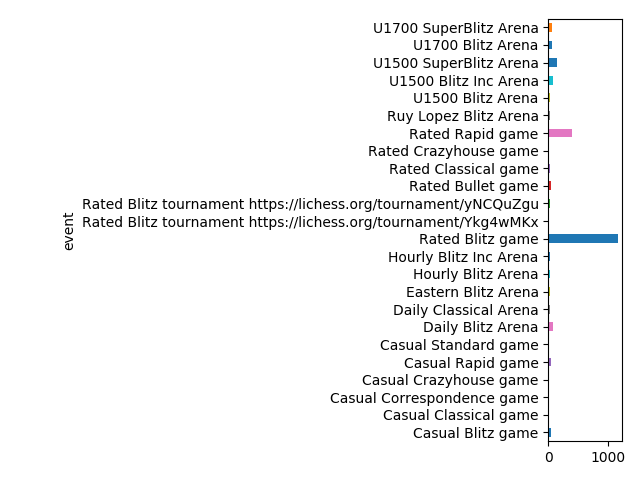 U1700 SuperBlitz Arena
U1700 Blitz Arena
U1500 SuperBlitz Arena
U1500 Blitz Inc Arena
U1500 Blitz Arena
Ruy Lopez Blitz Arena
Rated Rapid game
Rated Crazyhouse game
Rated Classical game
Rated Bullet game
Rated Blitz tournament https://lichess.org/tournament/yNCQuZgu
Rated Blitz tournament https://lichess.org/tournament/Ykg4wMKx
Rated Blitz game
Hourly Blitz Inc Arena
Hourly Blitz Arena
Eastern Blitz Arena
Daily Classical Arena
Daily Blitz Arena
Casual Standard game
Casual Rapid game
Casual Crazyhouse game
Casual Correspondence game
Casual Classical game
Casual Blitz game
event
0 1000